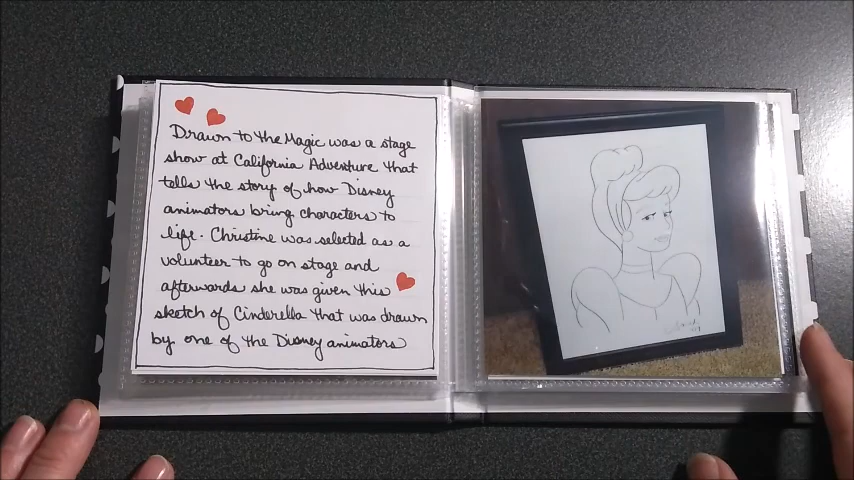 Drawn to the Magic was a stage
show at California Adventure that
tells the story of how Disney
animators bring characters to
life. Christine was selected as a
volunteer to go on stage and
afterwards she was given this
sketch of Cinderella that was drawn
by one of the Disney animators